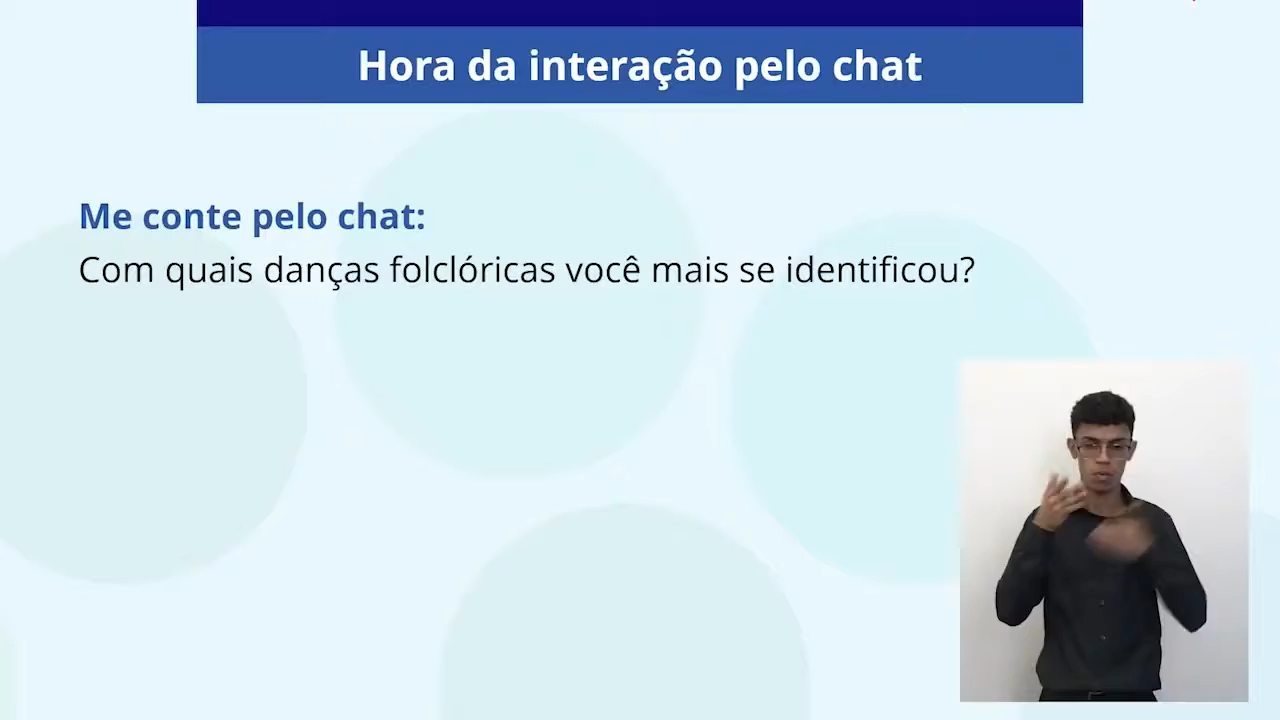 Hora da interação pelo chat
Me conte pelo chat:
Com quais danças folclóricas você mais se identificou?